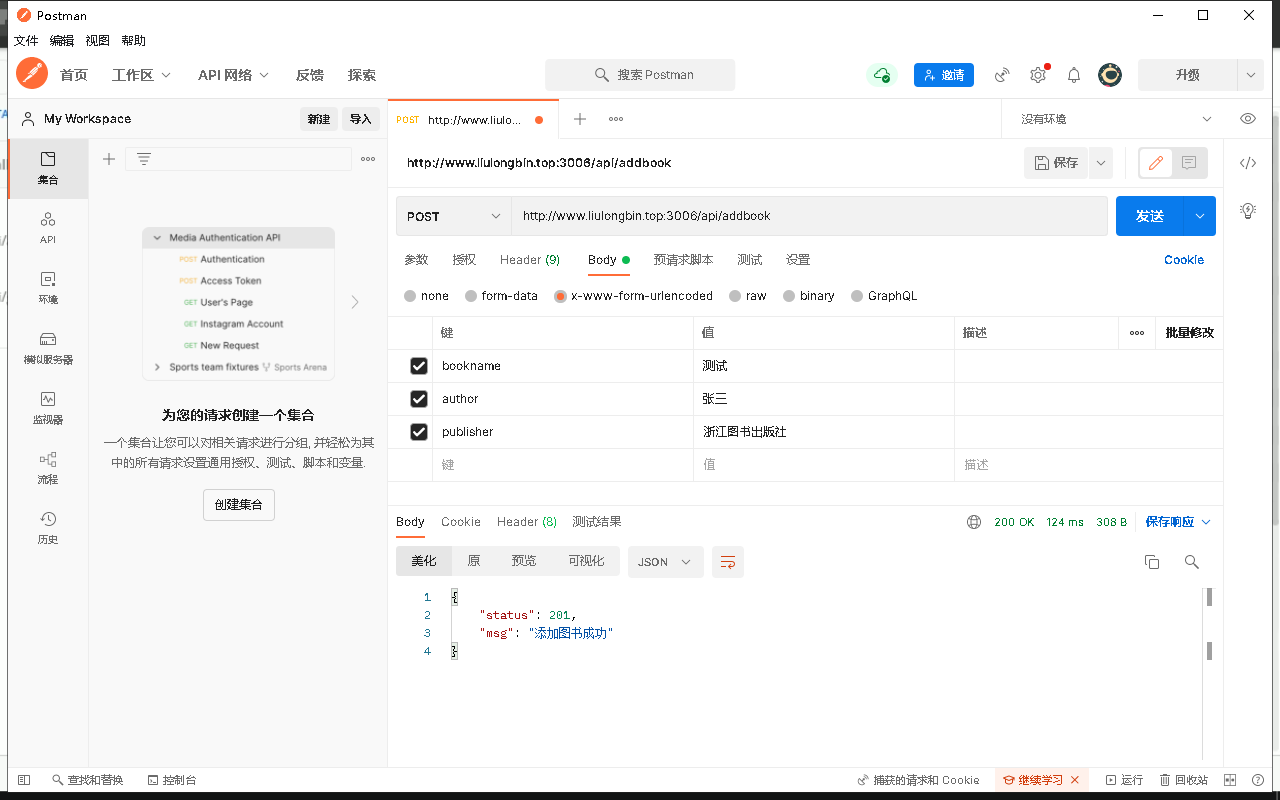 Postman
文件 编辑 视图 帮助
首页 工作区 API 网络 反馈 探索 搜索 Postman 邀请 升级
My Workspace 新建 导入 POST http://www.liulo... 没有环境
集合
API
环境
模拟服务器
监视器
流程
历史
Media Authentication API
POST Authentication
POST Access Token
GET User's Page
GET Instagram Account
GET New Request
Sports team fixtures Sports Arena
为您的请求创建一个集合
一个集合让您可以对相关请求进行分组, 并轻松为其
中的所有请求设置通用授权、测试、脚本和变量.
创建集合
http://www.liulongbin.top:3006/api/addbook 保存
POST http://www.liulongbin.top:3006/api/addbook 发送
参数 授权 Header (9) Body 预请求脚本 测试 设置 Cookie
none form-data x-www-form-urlencoded raw binary GraphQL
键 值 描述 批量修改
bookname 测试
author 张三
publisher 浙江图书出版社
键 值 描述
Body Cookie Header (8) 测试结果 200 OK 124 ms 308 B 保存响应
美化 原 预览 可视化 JSON
1 {
2 "status": 201,
3 "msg": "添加图书成功"
4 }
查找和替换 控制台 捕获的请求和 Cookie 继续学习 运行 回收站